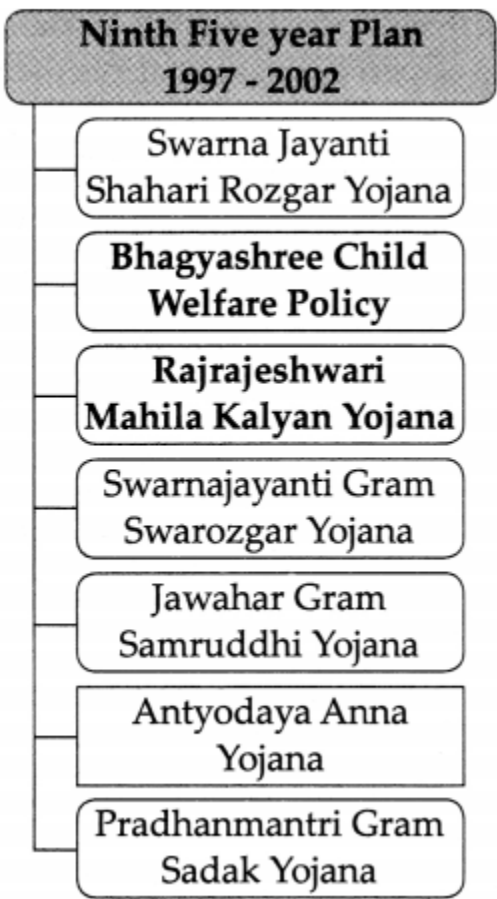 Ninth Five year Plan
1997 - 2002
Swarna Jayanti
Shahari Rozgar Yojana
Bhagyashree Child
Welfare Policy
Rajrajeshwari
Mahila Kalyan Yojana
Swarnajayanti Gram
Swarozgar Yojana
Jawahar Gram
Samruddhi Yojana
Antyodaya Anna
Yojana
Pradhanmantri Gram
Sadak Yojana